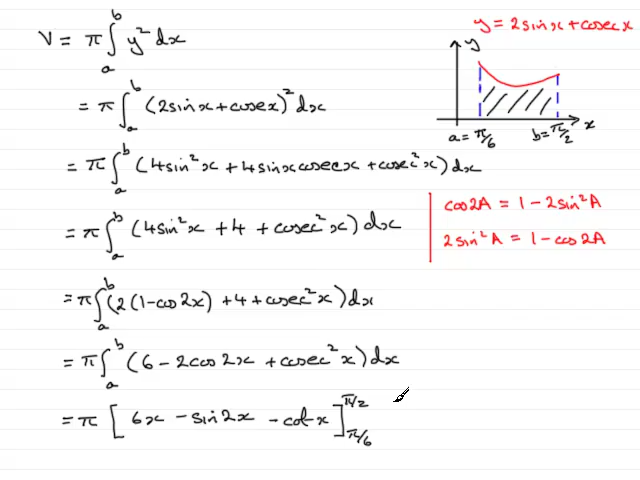 V = π∫ₐᵇ y² dx
= π∫ₐᵇ (2sinx + cosecx)² dx
= π∫ₐᵇ (4sin²x + 4sinxcosecx + cosec²x) dx
= π∫ₐᵇ (4sin²x + 4 + cosec²x) dx
= π∫ₐᵇ (2(1-cos2x) + 4 + cosec²x) dx
= π∫ₐᵇ (6 - 2cos2x + cosec²x) dx
= π[6x - sin2x - cotx] π/2 π/6
y = 2sinx + cosecx
y
x
a = π/6
b = π/2
cos2A = 1 - 2sin²A
2sin²A = 1 - cos2A